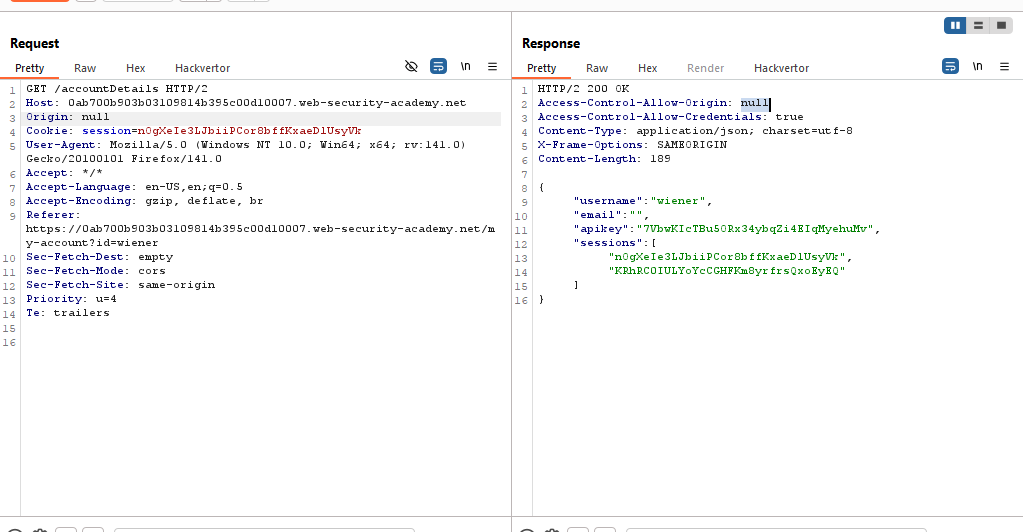 Request
Pretty Raw Hex Hackvertor \n
1 GET /accountDetails HTTP/2
2 Host: 0ab700b903b03109814b395c00d10007.web-security-academy.net
3 Origin: null
4 Cookie: session=nOgXeIe3LJbiiPCor8bffKxaeDlUsyVk
5 User-Agent: Mozilla/5.0 (Windows NT 10.0; Win64; x64; rv:141.0)
Gecko/20100101 Firefox/141.0
6 Accept: */*
7 Accept-Language: en-US,en;q=0.5
8 Accept-Encoding: gzip, deflate, br
9 Referer:
https://0ab700b903b03109814b395c00d10007.web-security-academy.net/m
y-account?id=wiener
10 Sec-Fetch-Dest: empty
11 Sec-Fetch-Mode: cors
12 Sec-Fetch-Site: same-origin
13 Priority: u=4
14 Te: trailers
15
16
Response
Pretty Raw Hex Render Hackvertor \n
1 HTTP/2 200 OK
2 Access-Control-Allow-Origin: null
3 Access-Control-Allow-Credentials: true
4 Content-Type: application/json; charset=utf-8
5 X-Frame-Options: SAMEORIGIN
6 Content-Length: 189
7
8 {
9 "username":"wiener",
10 "email":"",
11 "apikey":"7VbwKIcTBu5ORx34ybqZi4EIqMyehuMv",
12 "sessions":[
13 "nOgXeIe3LJbiiPCor8bffKxaeDlUsyVk",
14 "KRhRCOIULYoYcCGHFKm8yrfrsQxoEyEQ"
15 ]
16 }